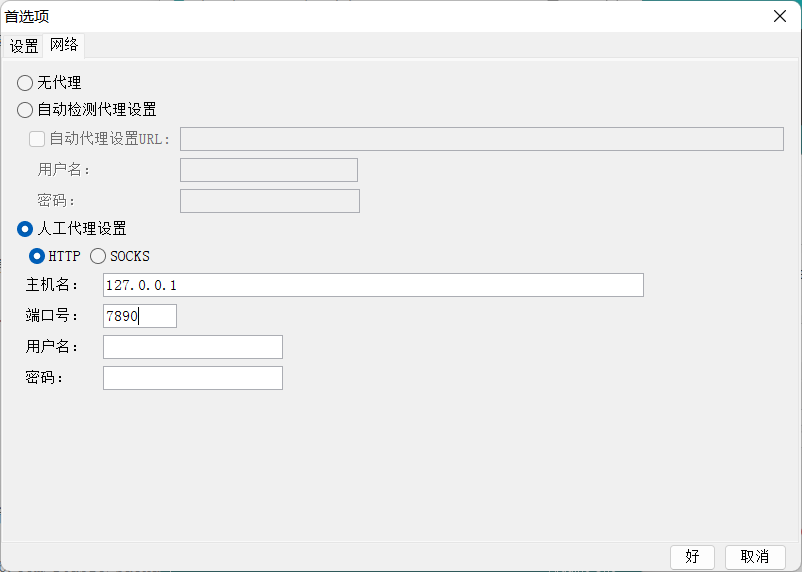 首选项
设置 网络
无代理
自动检测代理设置
自动代理设置URL:
用户名:
密码:
人工代理设置
HTTP SOCKS
主机名: 127.0.0.1
端口号: 7890
用户名:
密码:
好 取消